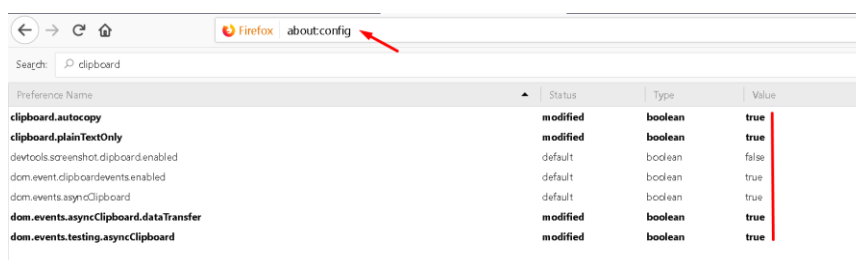 Firefox about:config
Search: clipboard
Preference Name Status Type Value
clipboard.autocopy modified boolean true
clipboard.plainTextOnly modified boolean true
devtools.screenshot.clipboard.enabled default boolean false
dom.event.clipboardevents.enabled default boolean true
dom.events.asyncClipboard default boolean true
dom.events.asyncClipboard.dataTransfer modified boolean true
dom.events.testing.asyncClipboard modified boolean true